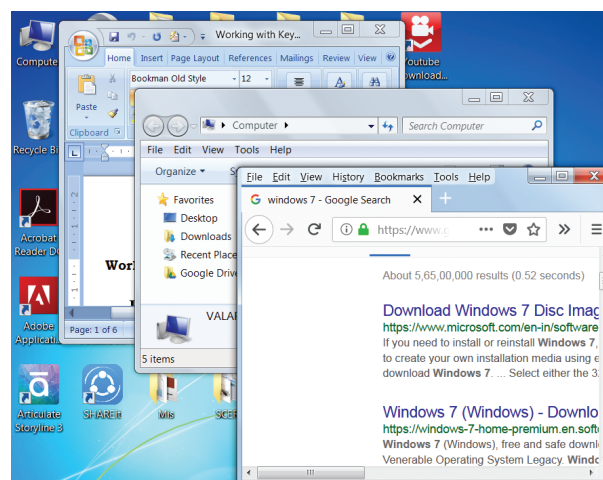 Compute
Recycle Bi
Acrobat
Reader D
Adobe
Applicati
Articulate
Storyline 3
SHAREit
Mis
SCER
Youtube
ownload...
Working with Key...
Home Insert Page Layout References Mailings Review View
Bookman Old Style 12
Paste
Clipboard
Wor
Page: 1 of 6
Computer
Search Computer
File Edit View Tools Help
Organize
Favorites
Desktop
Downloads
Recent Place
Google Drive
VALA
5 items
File Edit View History Bookmarks Tools Help
windows 7 - Google Search
https://www.g
About 5,65,00,000 results (0.52 seconds)
Download Windows 7 Disc Imag
https://www.microsoft.com/en-in/software
If you need to install or reinstall Windows 7,
to create your own installation media using e
download Windows 7. ... Select either the 3
Windows 7 (Windows) - Downlo
https://windows-7-home-premium.en.softo
Windows 7 (Windows), free and safe downl
Venerable Operating System Legacy. Windo